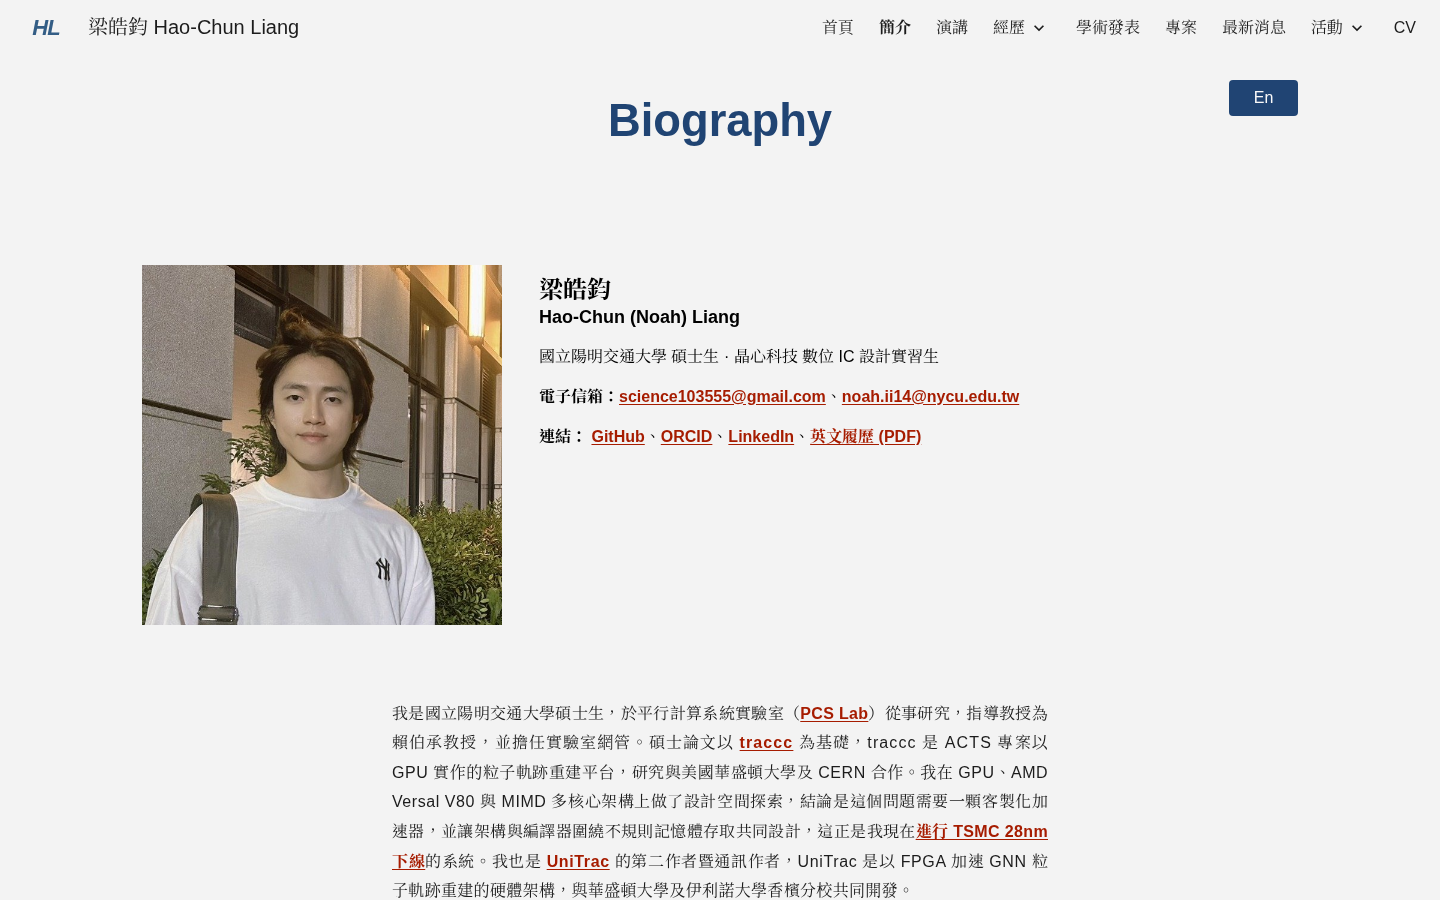 HL 梁皓鈞 Hao-Chun Liang 首頁 簡介 演講 經歷 學術發表 專案 最新消息 活動 CV
En
Biography
梁皓鈞
Hao-Chun (Noah) Liang
國立陽明交通大學 碩士生 · 晶心科技 數位 IC 設計實習生
電子信箱：science103555@gmail.com、noah.ii14@nycu.edu.tw
連結： GitHub、ORCID、LinkedIn、英文履歷 (PDF)
我是國立陽明交通大學碩士生，於平行計算系統實驗室（PCS Lab）從事研究，指導教授為
賴伯承教授，並擔任實驗室網管。碩士論文以 traccc 為基礎，traccc 是 ACTS 專案以
GPU 實作的粒子軌跡重建平台，研究與美國華盛頓大學及 CERN 合作。我在 GPU、AMD
Versal V80 與 MIMD 多核心架構上做了設計空間探索，結論是這個問題需要一顆客製化加
速器，並讓架構與編譯器圍繞不規則記憶體存取共同設計，這正是我現在進行 TSMC 28nm
下線的系統。我也是 UniTrac 的第二作者暨通訊作者，UniTrac 是以 FPGA 加速 GNN 粒
子軌跡重建的硬體架構，與華盛頓大學及伊利諾大學香檳分校共同開發。